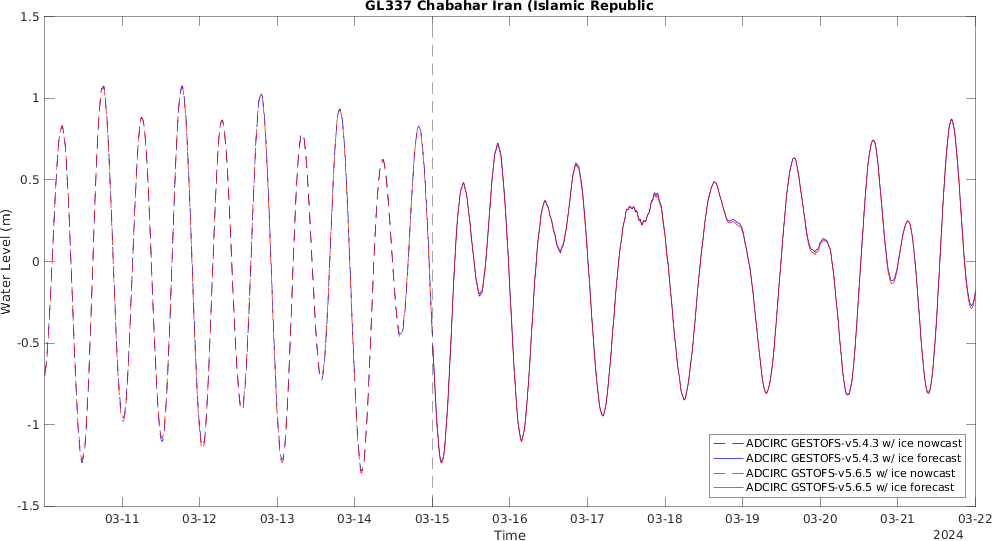 GL337 Chabahar Iran (Islamic Republic
Water Level (m)
1.5
1
0.5
0
-0.5
-1
-1.5
ADCIRC GESTOFS-v5.4.3 w/ ice nowcast
ADCIRC GESTOFS-v5.4.3 w/ ice forecast
ADCIRC GSTOFS-v5.6.5 w/ ice nowcast
ADCIRC GSTOFS-v5.6.5 w/ ice forecast
03-11 03-12 03-13 03-14 03-15 03-16 03-17 03-18 03-19 03-20 03-21 03-22
Time
2024